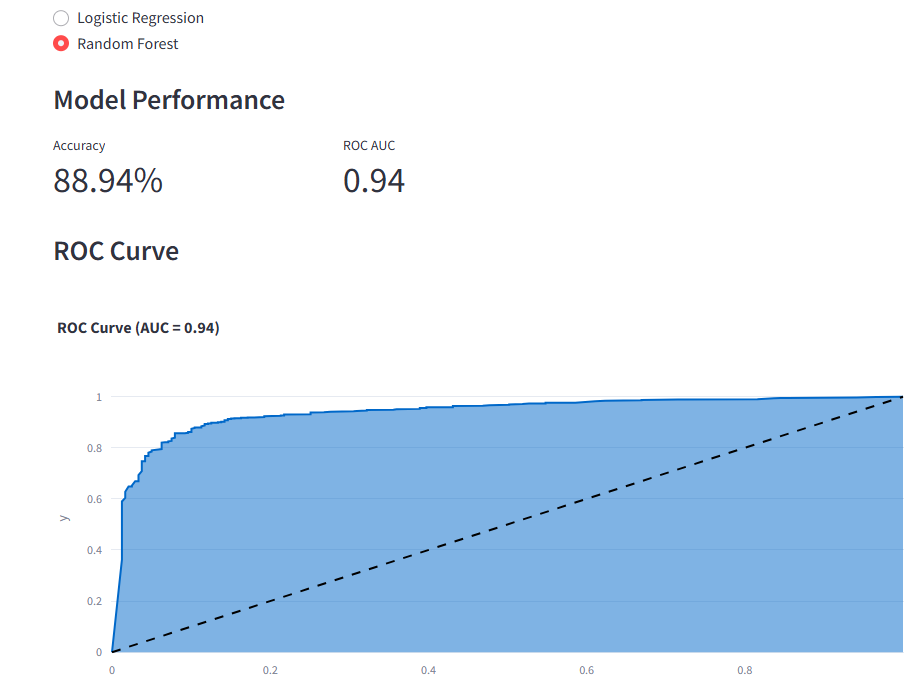 Logistic Regression
Random Forest
Model Performance
Accuracy
ROC AUC
88.94%
0.94
ROC Curve
ROC Curve (AUC = 0.94)
1
0.8
0.6
0.4
0.2
0
y
0
0.2
0.4
0.6
0.8